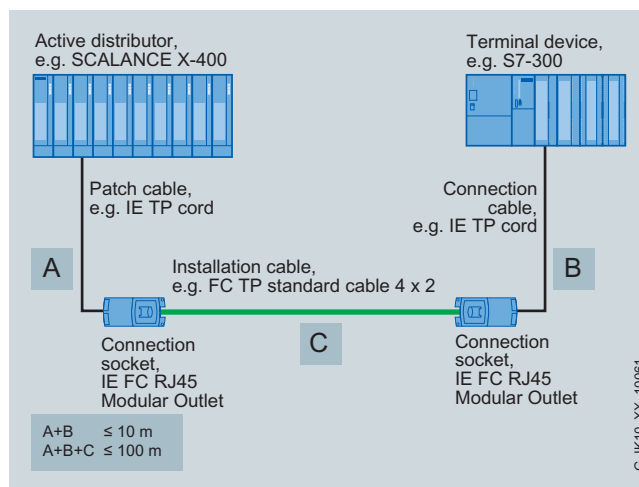 Active distributor,
e.g. SCALANCE X-400
Terminal device,
e.g. S7-300
Patch cable,
e.g. IE TP cord
Connection
cable,
e.g. IE TP cord
A
B
Installation cable,
e.g. FC TP standard cable 4 x 2
C
Connection
socket,
IE FC RJ45
Modular Outlet
Connection
socket,
IE FC RJ45
Modular Outlet
A+B ≤ 10 m
A+B+C ≤ 100 m